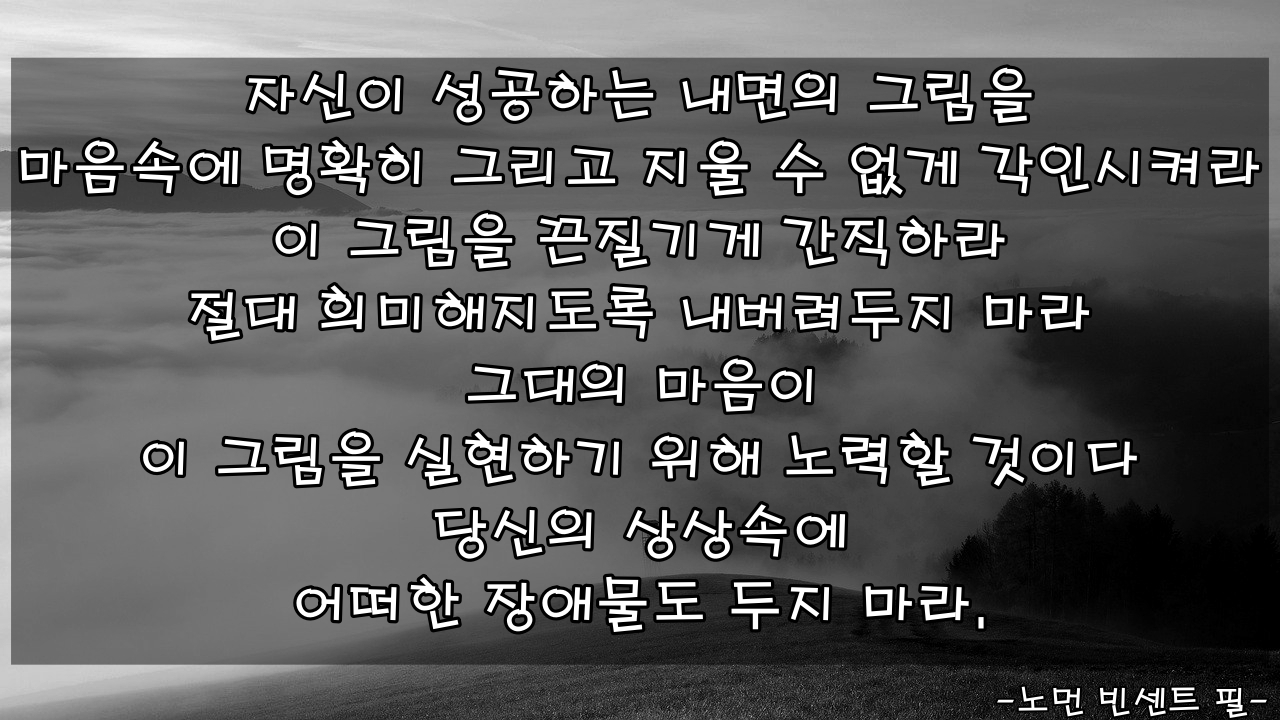 자신이 성공하는 내면의 그림을
마음속에 명확히 그리고 지울 수 없게 각인시켜라
이 그림을 끈질기게 간직하라
절대 희미해지도록 내버려두지 마라
그대의 마음이
이 그림을 실현하기 위해 노력할 것이다
당신의 상상속에
어떠한 장애물도 두지 마라.
-노먼 빈센트 필-